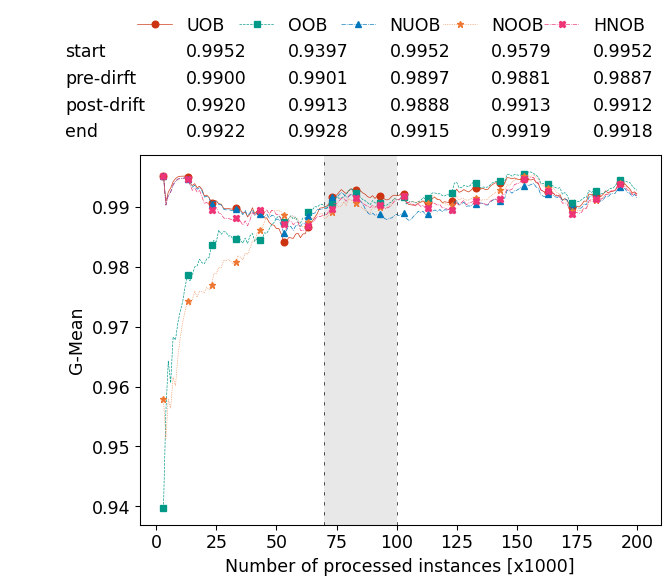 UOB OOB NUOB NOOB HNOB
start 0.9952 0.9397 0.9952 0.9579 0.9952
pre-dirft 0.9900 0.9901 0.9897 0.9881 0.9887
post-drift 0.9920 0.9913 0.9888 0.9913 0.9912
end 0.9922 0.9928 0.9915 0.9919 0.9918
0.99
0.98
0.97
0.96
0.95
0.94
G-Mean
0 25 50 75 100 125 150 175 200
Number of processed instances [x1000]